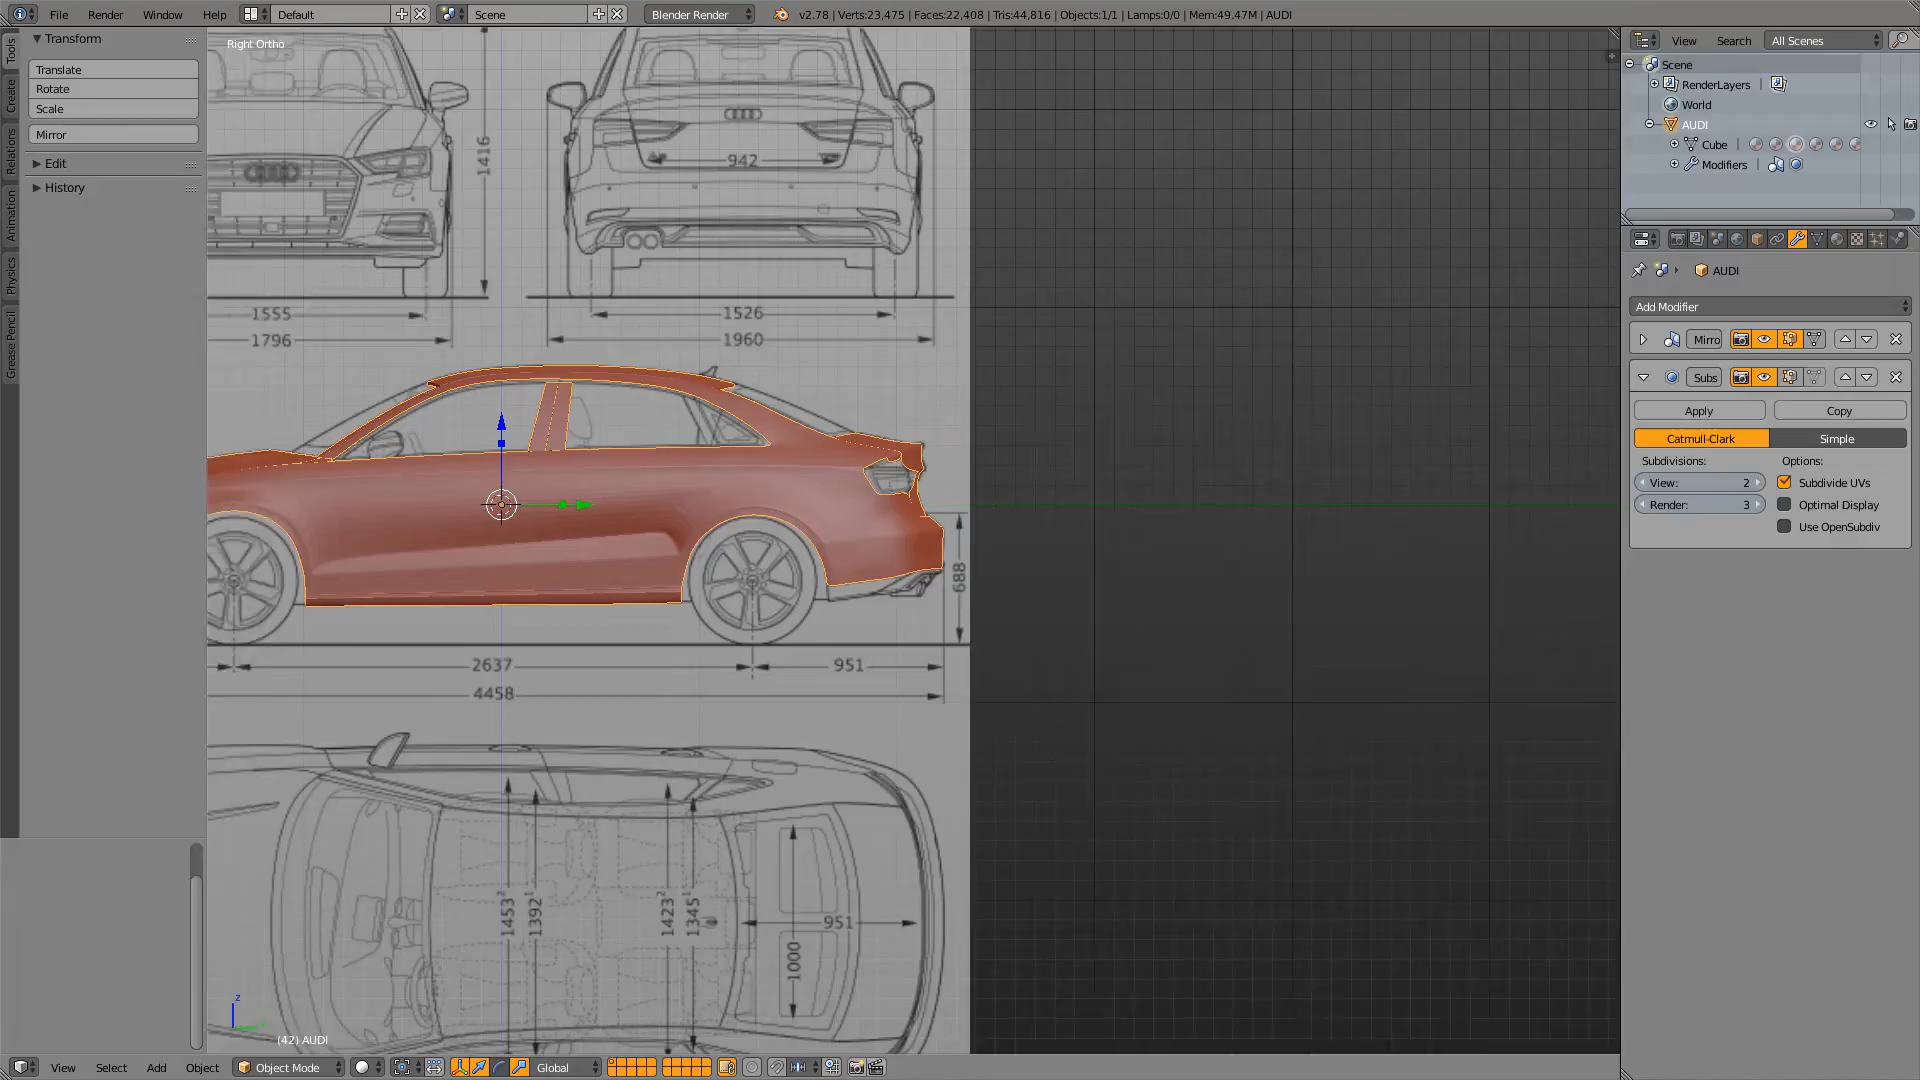 File Render Window Help Default Scene Blender Render v2.78 | Verts:23,475 | Faces:22,408 | Tris:44,816 | Objects:1/1 | Lamps:0/0 | Mem:49.47M | AUDI
Tools
Create
Relations
Animation
Physics
Grease Pencil
Transform
Translate
Rotate
Scale
Mirror
Edit
History
Right Ortho
1416
942
1555
1796
1526
1960
688
2637
951
4458
1453²
1392¹
1423²
1345¹
951
1000
z
(42) AUDI
View Search All Scenes
Scene
RenderLayers
World
AUDI
Cube
Modifiers
AUDI
Add Modifier
Mirro
Subs
Apply Copy
Catmull-Clark Simple
Subdivisions: Options:
View: 2 Subdivide UVs
Render: 3 Optimal Display
Use OpenSubdiv
View Select Add Object Object Mode Global